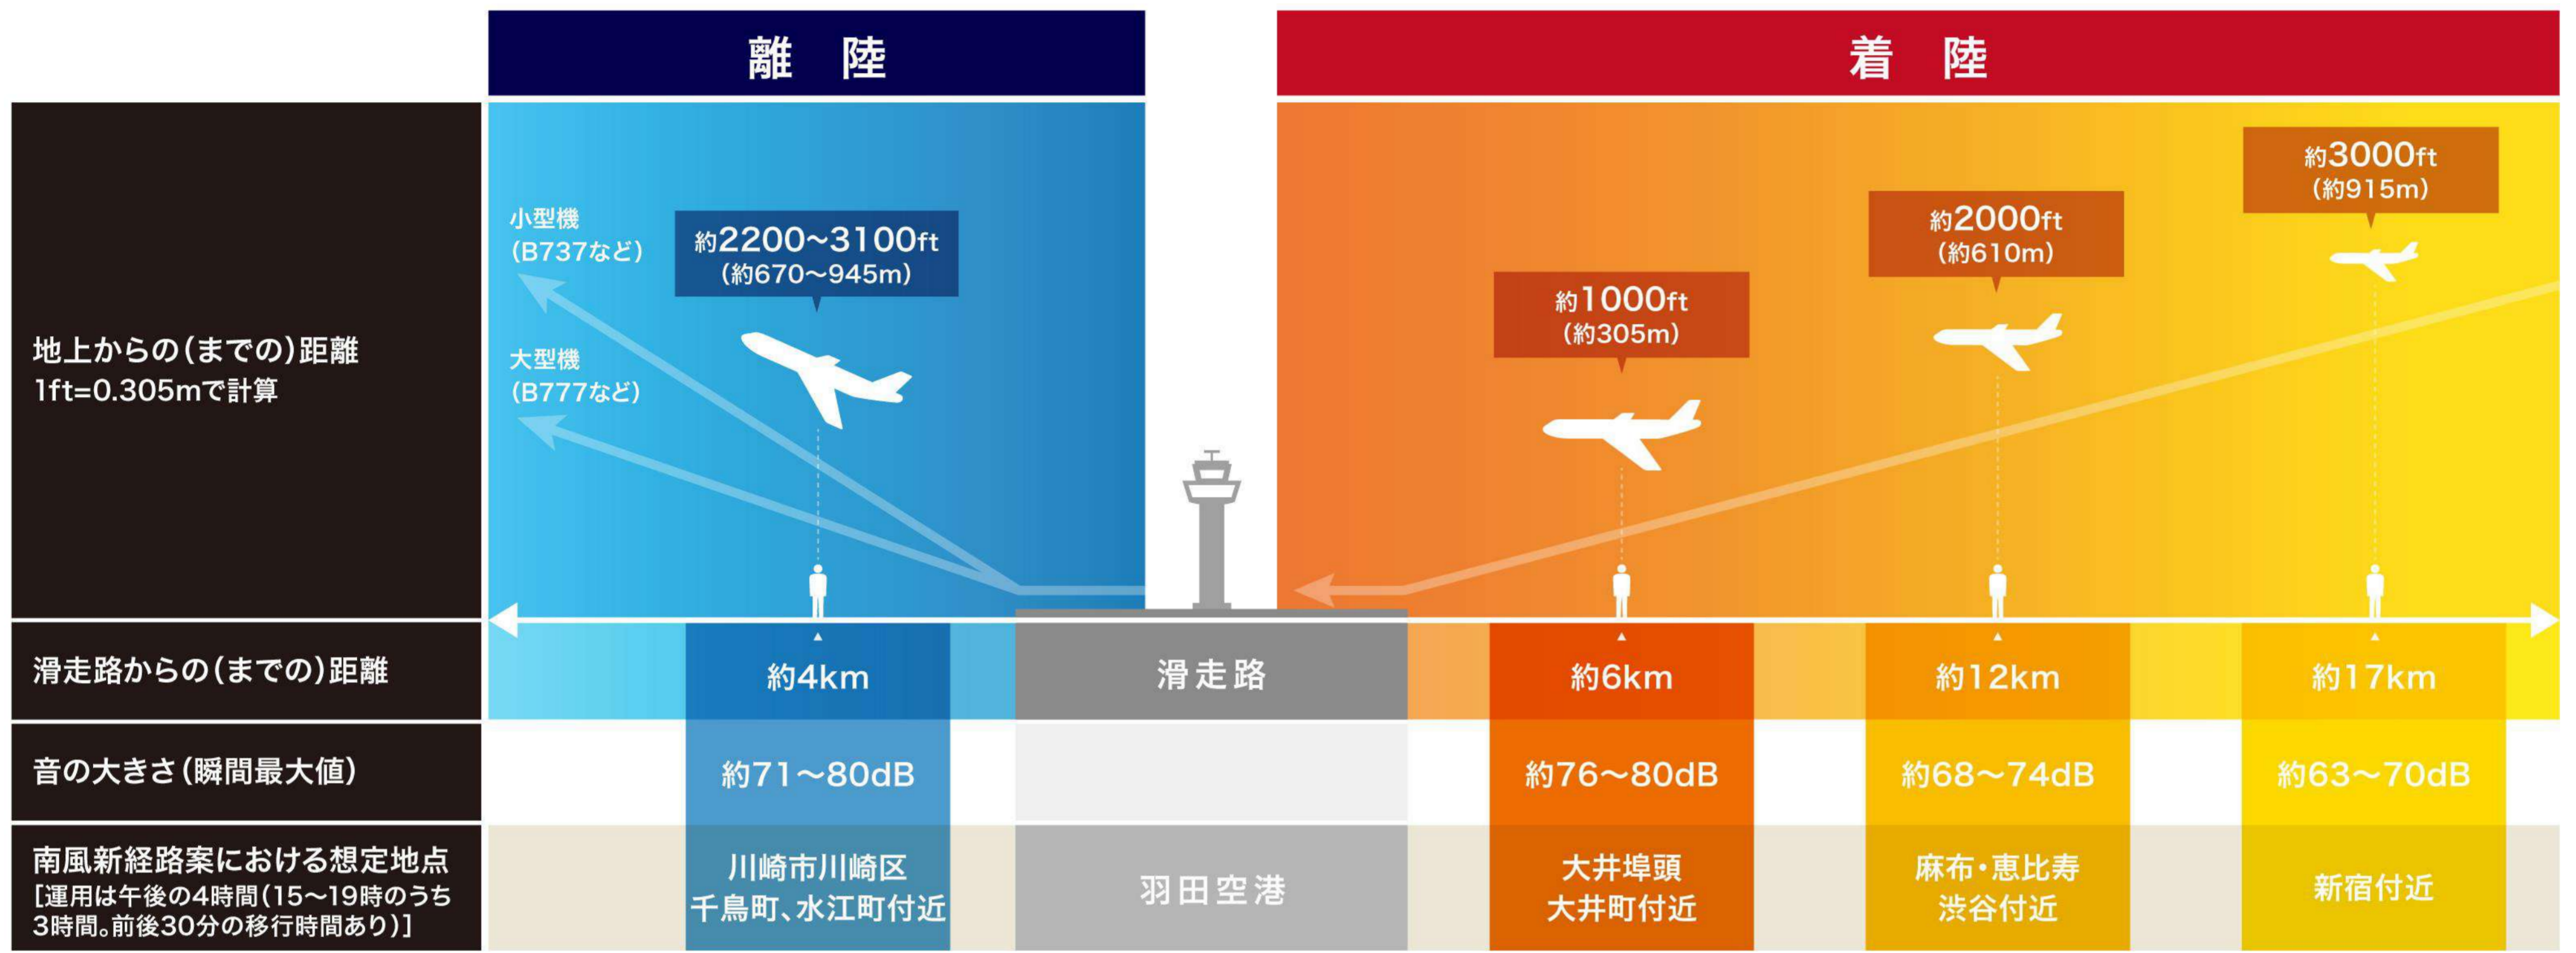 離 陸
着 陸
地上からの(までの)距離
1ft=0.305mで計算
小型機
(B737など)
大型機
(B777など)
約2200〜3100ft
(約670〜945m)
約1000ft
(約305m)
約2000ft
(約610m)
約3000ft
(約915m)
滑走路からの(までの)距離
約4km
滑走路
約6km
約12km
約17km
音の大きさ(瞬間最大値)
約71〜80dB
約76〜80dB
約68〜74dB
約63〜70dB
南風新経路案における想定地点
[運用は午後の4時間(15〜19時のうち
3時間。前後30分の移行時間あり)]
川崎市川崎区
千鳥町、水江町付近
羽田空港
大井埠頭
大井町付近
麻布・恵比寿
渋谷付近
新宿付近